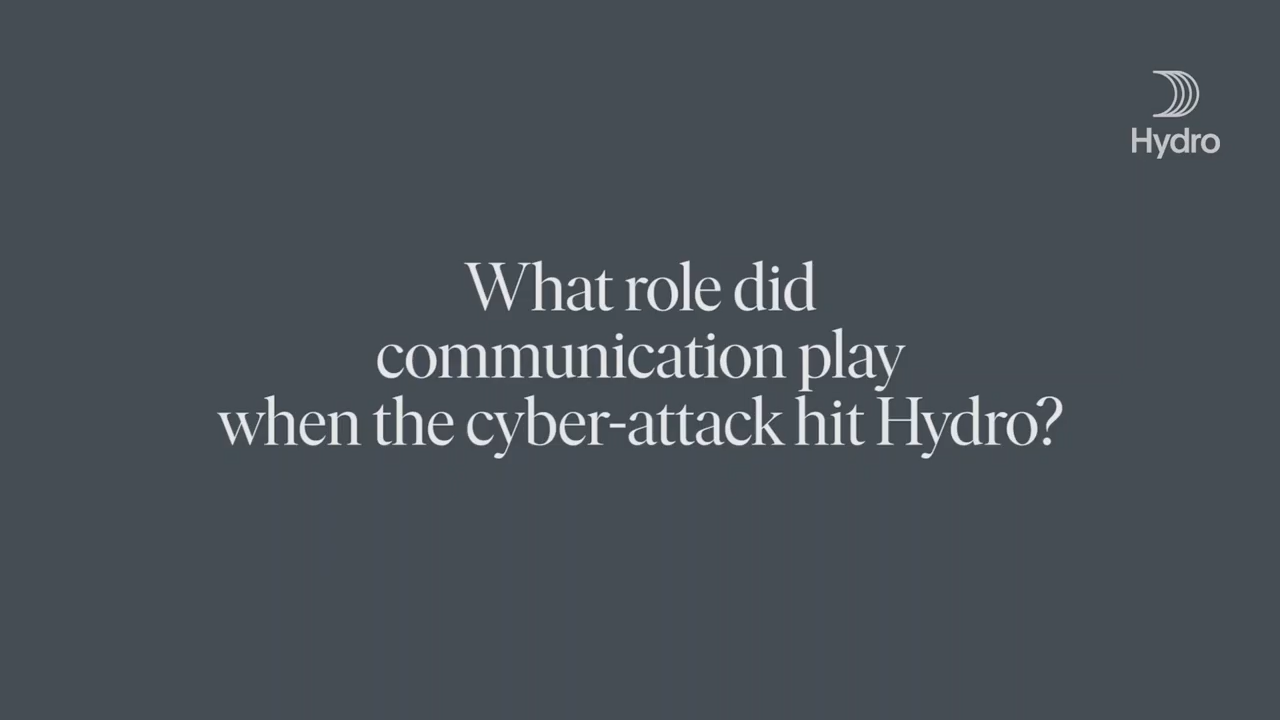 Hydro
What role did
communication play
when the cyber-attack hit Hydro?